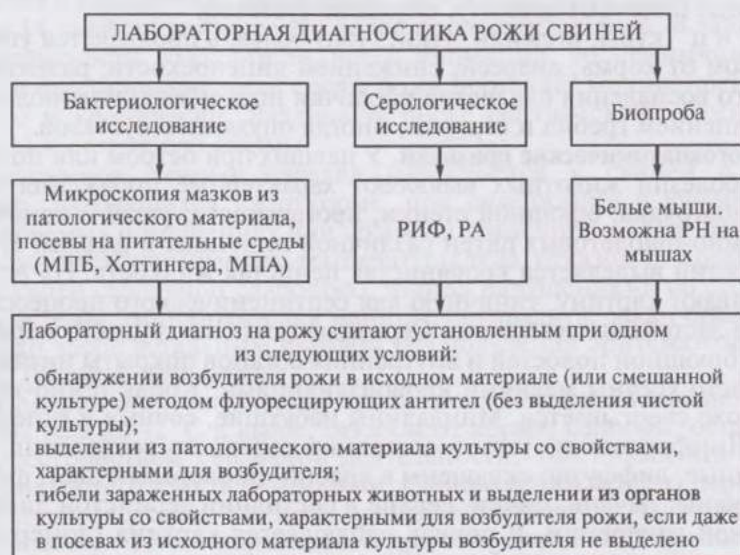 ЛАБОРАТОРНАЯ ДИАГНОСТИКА РОЖИ СВИНЕЙ
Бактериологическое
исследование
Серологическое
исследование
Биопроба
Микроскопия мазков из
патологического материала,
посевы на питательные среды
(МПБ, Хоттингера, МПА)
РИФ, РА
Белые мыши.
Возможна РН на
мышах
Лабораторный диагноз на рожу считают установленным при одном
из следующих условий:
обнаружении возбудителя рожи в исходном материале (или смешанной
культуре) методом флуоресцирующих антител (без выделения чистой
культуры);
выделении из патологического материала культуры со свойствами,
характерными для возбудителя;
гибели зараженных лабораторных животных и выделении из органов
культуры со свойствами, характерными для возбудителя рожи, если даже
в посевах из исходного материала культуры возбудителя не выделено